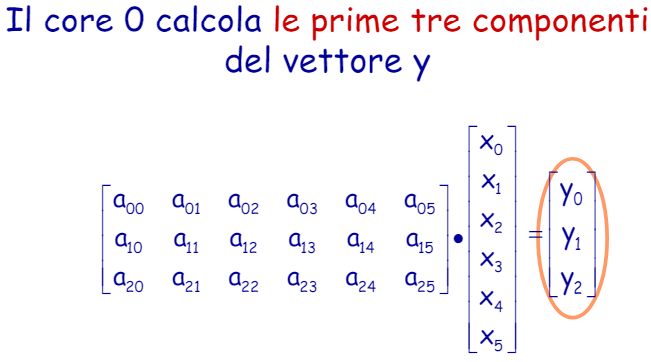 Il core 0 calcola le prime tre componenti
del vettore y
x0
x1
a00 a01 a02 a03 a04 a05 y0
x2
a10 a11 a12 a13 a14 a15 • = y1
x3
a20 a21 a22 a23 a24 a25 y2
x4
x5